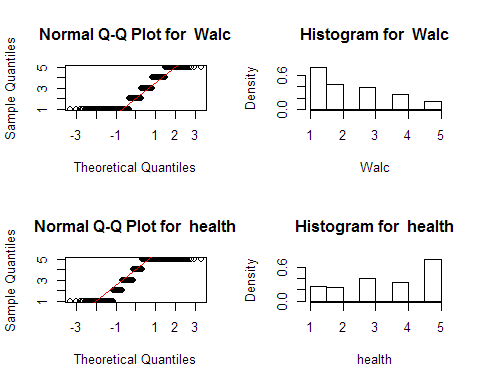 Normal Q-Q Plot for Walc
Sample Quantiles
1 3 5
-3 -1 1 2 3
Theoretical Quantiles
Histogram for Walc
Density
0.0 0.6
1 2 3 4 5
Walc
Normal Q-Q Plot for health
Sample Quantiles
1 3 5
-3 -1 1 2 3
Theoretical Quantiles
Histogram for health
Density
0.0 0.6
1 2 3 4 5
health